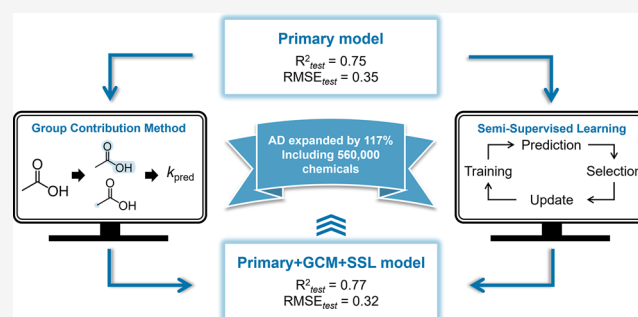 Primary model
R²test = 0.75
RMSEtest = 0.35
Group Contribution Method
O
OH
O
OH
O
OH
kpred
AD expanded by 117%
Including 560,000
chemicals
Semi-Supervised Learning
Prediction
Training
Selection
Update
Primary+GCM+SSL model
R²test = 0.77
RMSEtest = 0.32